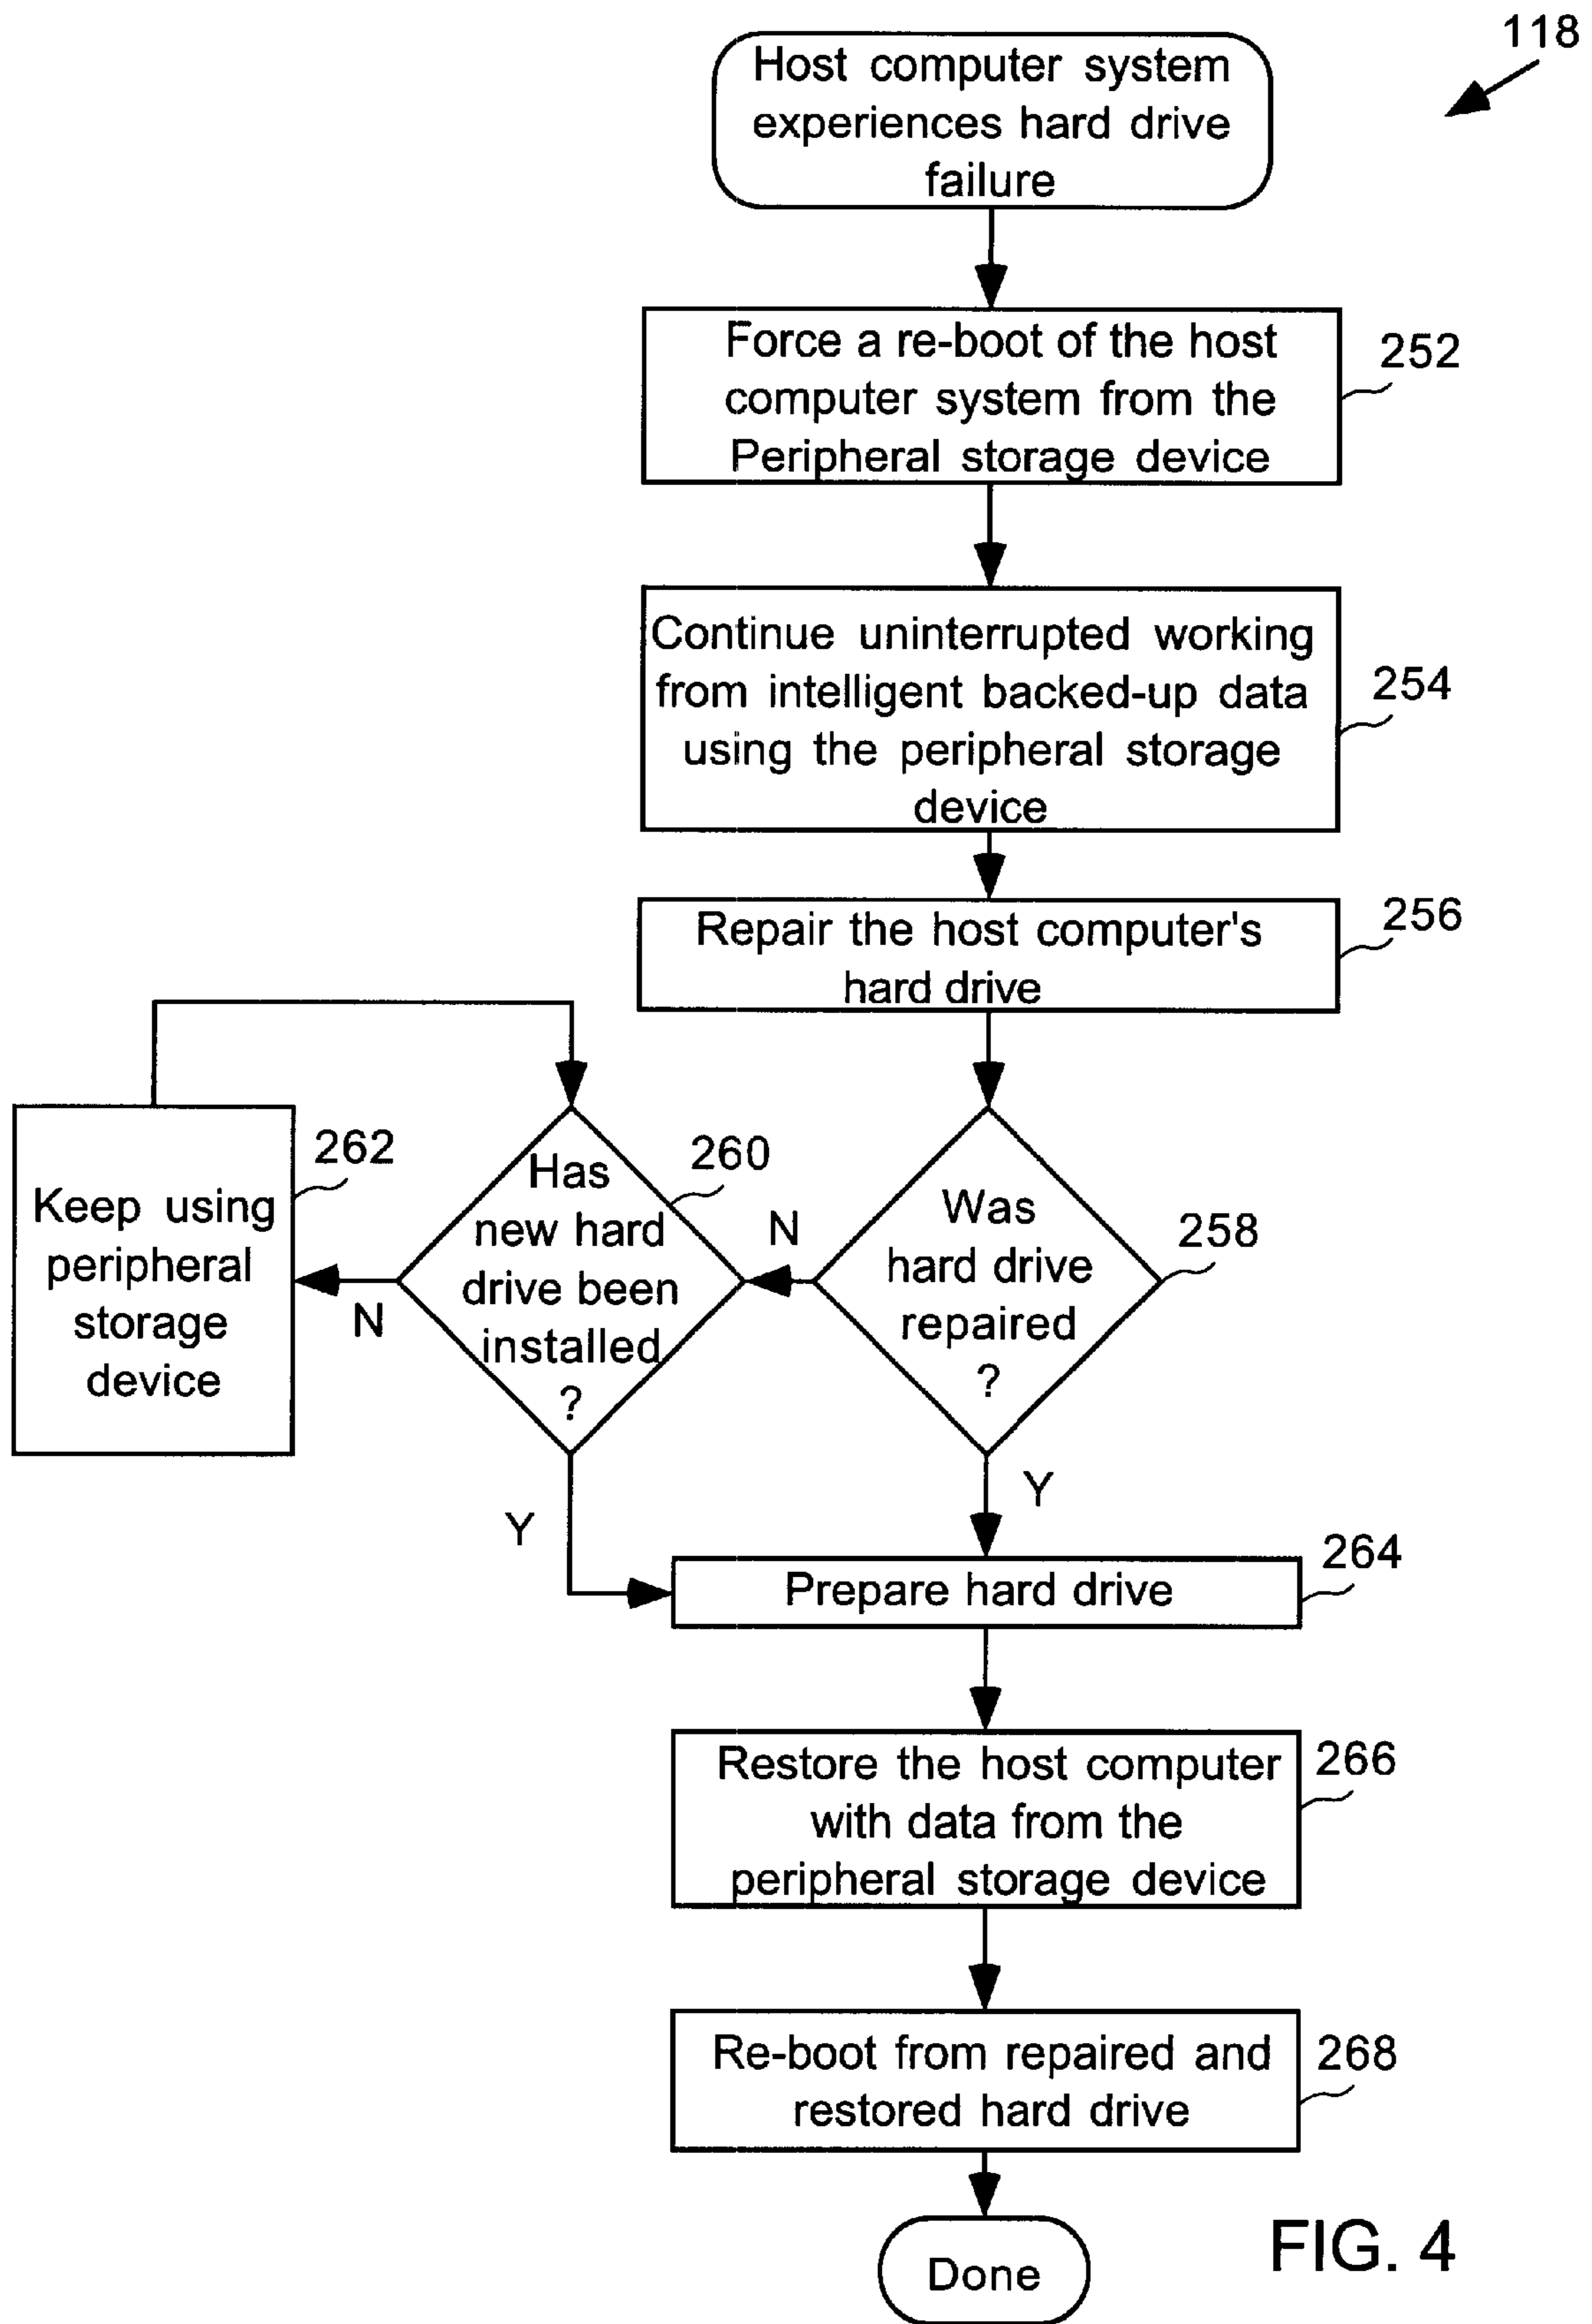 118
Host computer system
experiences hard drive
failure
Force a re-boot of the host
computer system from the
Peripheral storage device
252
Continue uninterrupted working
from intelligent backed-up data
using the peripheral storage
device
254
Repair the host computer's
hard drive
256
Was
hard drive
repaired
?
258
N
Has
new hard
drive been
installed
?
260
N
Keep using
peripheral
storage
device
262
Y
Y
Prepare hard drive
264
Restore the host computer
with data from the
peripheral storage device
266
Re-boot from repaired and
restored hard drive
268
Done
FIG. 4